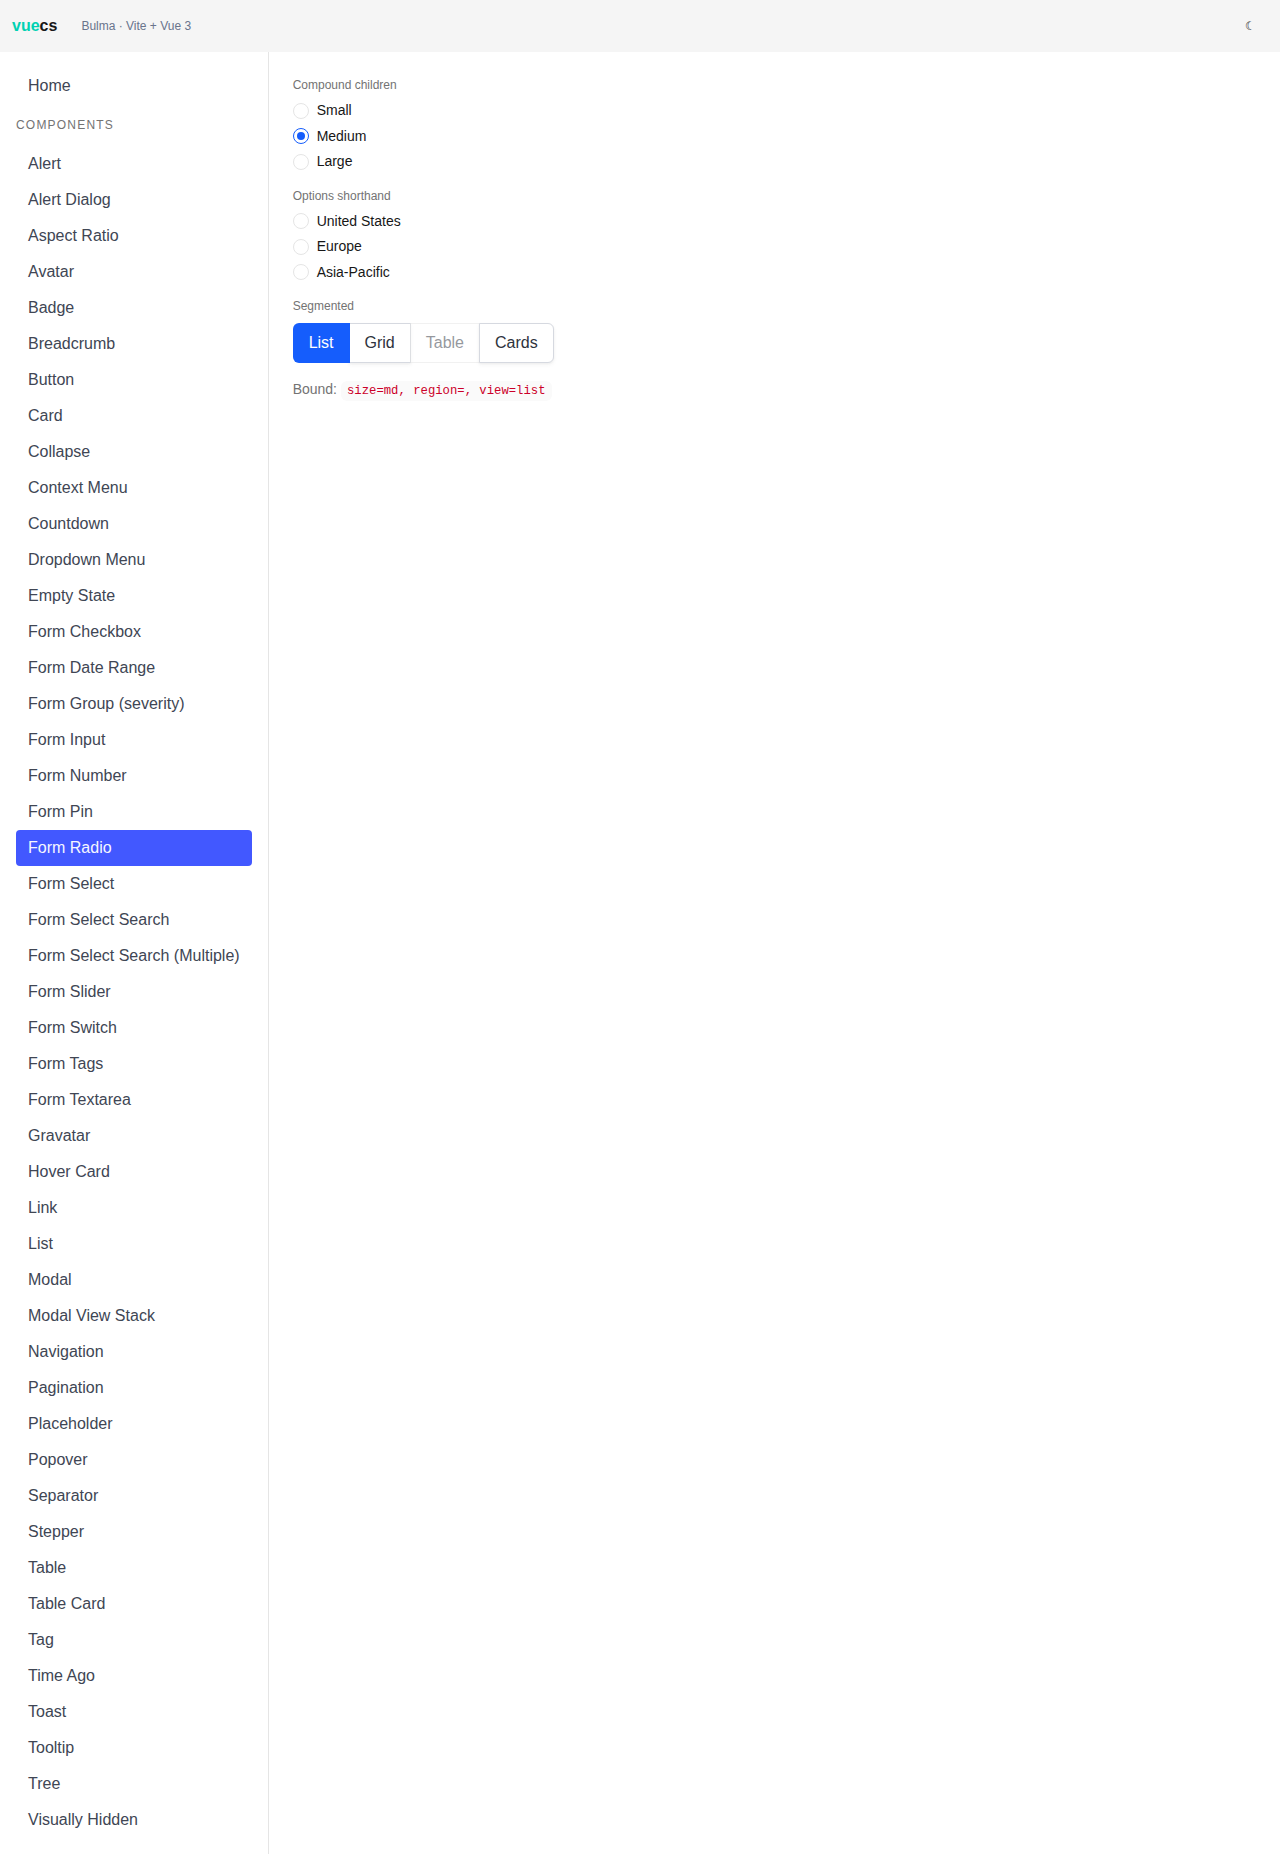 vuecs Bulma · Vite + Vue 3
Home
COMPONENTS
Alert
Alert Dialog
Aspect Ratio
Avatar
Badge
Breadcrumb
Button
Card
Collapse
Context Menu
Countdown
Dropdown Menu
Empty State
Form Checkbox
Form Date Range
Form Group (severity)
Form Input
Form Number
Form Pin
Form Radio
Form Select
Form Select Search
Form Select Search (Multiple)
Form Slider
Form Switch
Form Tags
Form Textarea
Gravatar
Hover Card
Link
List
Modal
Modal View Stack
Navigation
Pagination
Placeholder
Popover
Separator
Stepper
Table
Table Card
Tag
Time Ago
Toast
Tooltip
Tree
Visually Hidden
Compound children
Small
Medium
Large
Options shorthand
United States
Europe
Asia-Pacific
Segmented
List Grid Table Cards
Bound: size=md, region=, view=list